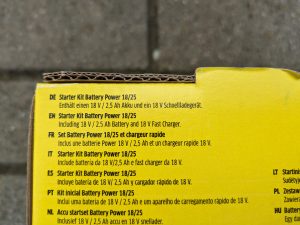 DE Starter Kit Battery Power 18/25
Enthält einen 18 V / 2,5 Ah Akku und ein 18 V Schnellladegerät.
EN Starter Kit Battery Power 18/25
Including 18 V / 2.5 Ah Battery and 18 V Fast Charger.
FR Set Battery Power 18/25 et chargeur rapide
Inclus une batterie Power 18 V / 2,5 Ah et un chargeur rapide 18 V.
IT Starter Kit Battery Power 18/25
Include batteria da 18 V/2,5 Ah e fast charger da 18 V.
ES Starter Kit Battery Power 18/25
Incluye batería de 18 V/ 2,5 Ah y cargador rápido de 18 V.
PT Kit inicial Battery Power 18/25
Inclui uma bateria de 18 V / 2,5 Ah e um aparelho de carregamento rápido de 18 V.
NL Accu startset Battery Power 18/25
Inclusief 18 V / 2,5 Ah accu en 18 V snellader.
LT
PL Zestaw
HU Battery
Egy da